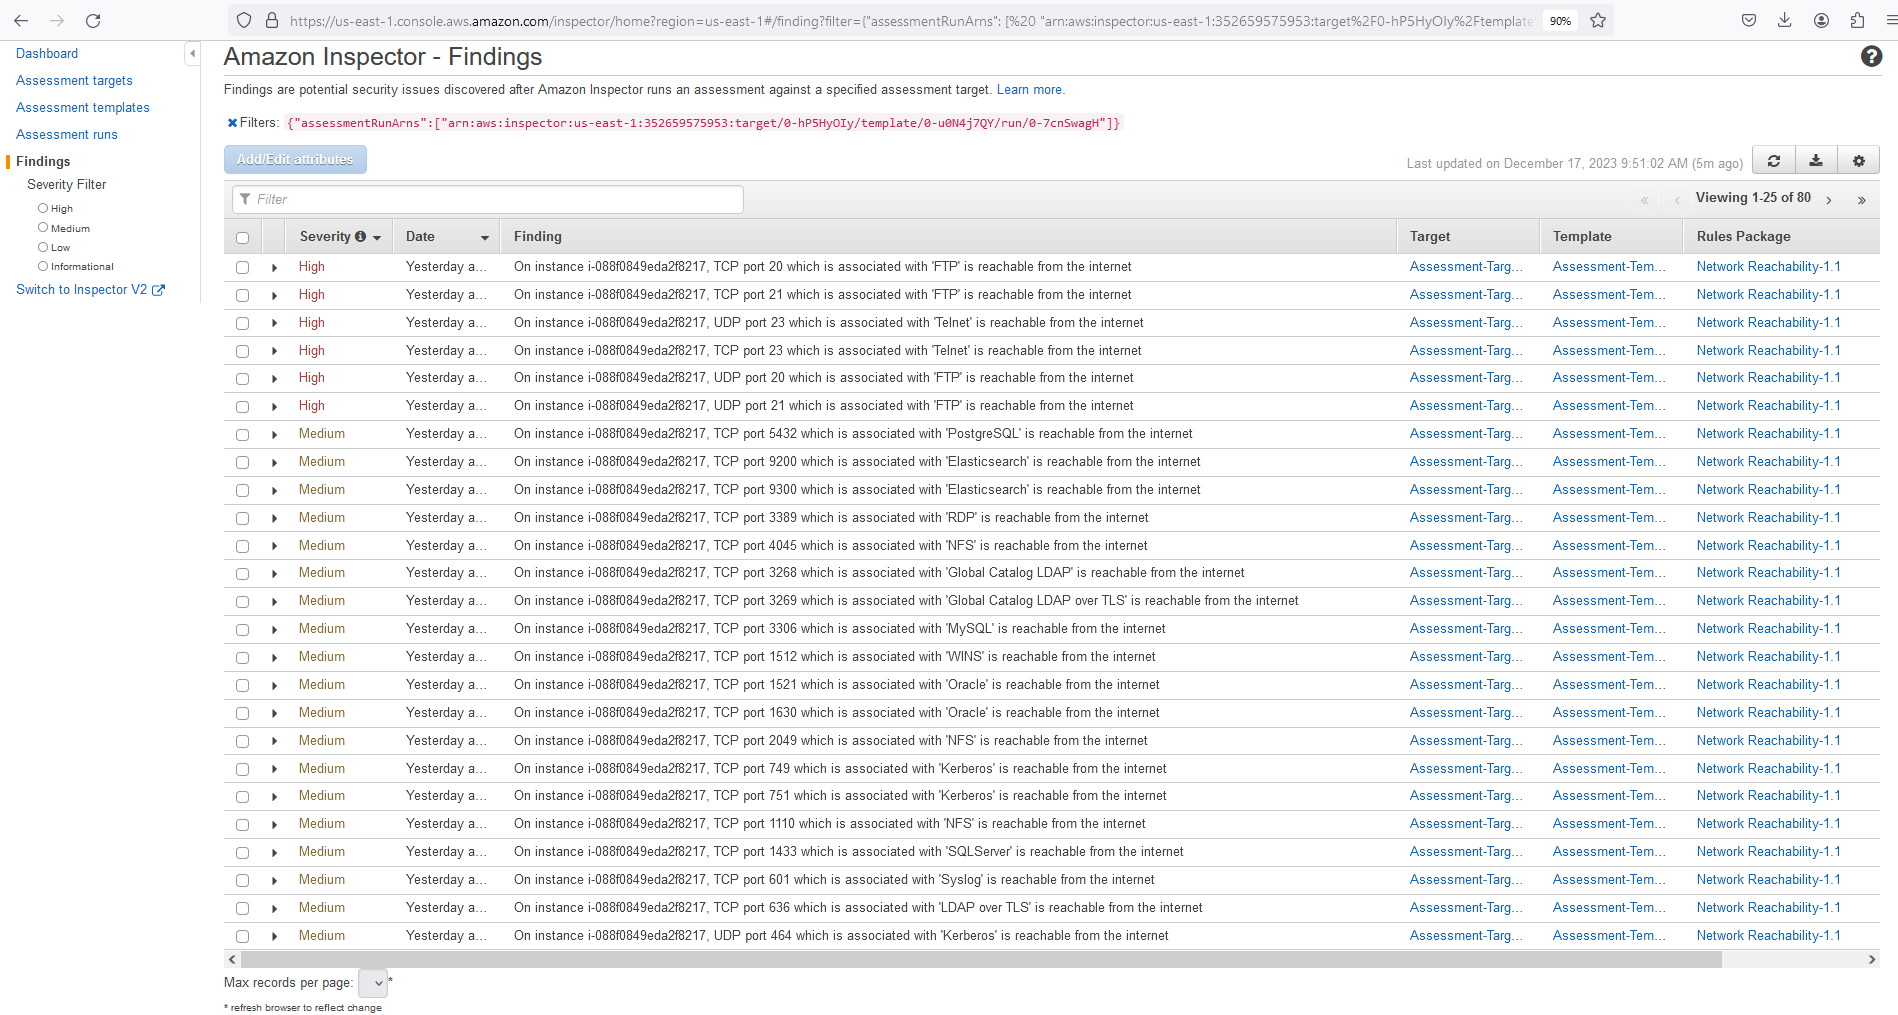 https://us-east-1.console.aws.amazon.com/inspector/home?region=us-east-1#/finding?filter={"assessmentRunArns": [%20 "arn:aws:inspector:us-east-1:352659575953:target%2F0-hP5HyOIy%2Ftemplate
90%
Dashboard
Assessment targets
Assessment templates
Assessment runs
Findings
Severity Filter
High
Medium
Low
Informational
Switch to Inspector V2
Amazon Inspector - Findings
Findings are potential security issues discovered after Amazon Inspector runs an assessment against a specified assessment target. Learn more.
Filters: {"assessmentRunArns":["arn:aws:inspector:us-east-1:352659575953:target/0-hP5HyOIy/template/0-u0N4j7QY/run/0-7cnSwagH"]}
Add/Edit attributes
Last updated on December 17, 2023 9:51:02 AM (5m ago)
Filter
Viewing 1-25 of 80
Severity Date Finding Target Template Rules Package
High Yesterday a... On instance i-088f0849eda2f8217, TCP port 20 which is associated with 'FTP' is reachable from the internet Assessment-Targ... Assessment-Tem... Network Reachability-1.1
High Yesterday a... On instance i-088f0849eda2f8217, TCP port 21 which is associated with 'FTP' is reachable from the internet Assessment-Targ... Assessment-Tem... Network Reachability-1.1
High Yesterday a... On instance i-088f0849eda2f8217, UDP port 23 which is associated with 'Telnet' is reachable from the internet Assessment-Targ... Assessment-Tem... Network Reachability-1.1
High Yesterday a... On instance i-088f0849eda2f8217, TCP port 23 which is associated with 'Telnet' is reachable from the internet Assessment-Targ... Assessment-Tem... Network Reachability-1.1
High Yesterday a... On instance i-088f0849eda2f8217, UDP port 20 which is associated with 'FTP' is reachable from the internet Assessment-Targ... Assessment-Tem... Network Reachability-1.1
High Yesterday a... On instance i-088f0849eda2f8217, UDP port 21 which is associated with 'FTP' is reachable from the internet Assessment-Targ... Assessment-Tem... Network Reachability-1.1
Medium Yesterday a... On instance i-088f0849eda2f8217, TCP port 5432 which is associated with 'PostgreSQL' is reachable from the internet Assessment-Targ... Assessment-Tem... Network Reachability-1.1
Medium Yesterday a... On instance i-088f0849eda2f8217, TCP port 9200 which is associated with 'Elasticsearch' is reachable from the internet Assessment-Targ... Assessment-Tem... Network Reachability-1.1
Medium Yesterday a... On instance i-088f0849eda2f8217, TCP port 9300 which is associated with 'Elasticsearch' is reachable from the internet Assessment-Targ... Assessment-Tem... Network Reachability-1.1
Medium Yesterday a... On instance i-088f0849eda2f8217, TCP port 3389 which is associated with 'RDP' is reachable from the internet Assessment-Targ... Assessment-Tem... Network Reachability-1.1
Medium Yesterday a... On instance i-088f0849eda2f8217, TCP port 4045 which is associated with 'NFS' is reachable from the internet Assessment-Targ... Assessment-Tem... Network Reachability-1.1
Medium Yesterday a... On instance i-088f0849eda2f8217, TCP port 3268 which is associated with 'Global Catalog LDAP' is reachable from the internet Assessment-Targ... Assessment-Tem... Network Reachability-1.1
Medium Yesterday a... On instance i-088f0849eda2f8217, TCP port 3269 which is associated with 'Global Catalog LDAP over TLS' is reachable from the internet Assessment-Targ... Assessment-Tem... Network Reachability-1.1
Medium Yesterday a... On instance i-088f0849eda2f8217, TCP port 3306 which is associated with 'MySQL' is reachable from the internet Assessment-Targ... Assessment-Tem... Network Reachability-1.1
Medium Yesterday a... On instance i-088f0849eda2f8217, TCP port 1512 which is associated with 'WINS' is reachable from the internet Assessment-Targ... Assessment-Tem... Network Reachability-1.1
Medium Yesterday a... On instance i-088f0849eda2f8217, TCP port 1521 which is associated with 'Oracle' is reachable from the internet Assessment-Targ... Assessment-Tem... Network Reachability-1.1
Medium Yesterday a... On instance i-088f0849eda2f8217, TCP port 1630 which is associated with 'Oracle' is reachable from the internet Assessment-Targ... Assessment-Tem... Network Reachability-1.1
Medium Yesterday a... On instance i-088f0849eda2f8217, TCP port 2049 which is associated with 'NFS' is reachable from the internet Assessment-Targ... Assessment-Tem... Network Reachability-1.1
Medium Yesterday a... On instance i-088f0849eda2f8217, TCP port 749 which is associated with 'Kerberos' is reachable from the internet Assessment-Targ... Assessment-Tem... Network Reachability-1.1
Medium Yesterday a... On instance i-088f0849eda2f8217, TCP port 751 which is associated with 'Kerberos' is reachable from the internet Assessment-Targ... Assessment-Tem... Network Reachability-1.1
Medium Yesterday a... On instance i-088f0849eda2f8217, TCP port 1110 which is associated with 'NFS' is reachable from the internet Assessment-Targ... Assessment-Tem... Network Reachability-1.1
Medium Yesterday a... On instance i-088f0849eda2f8217, TCP port 1433 which is associated with 'SQLServer' is reachable from the internet Assessment-Targ... Assessment-Tem... Network Reachability-1.1
Medium Yesterday a... On instance i-088f0849eda2f8217, TCP port 601 which is associated with 'Syslog' is reachable from the internet Assessment-Targ... Assessment-Tem... Network Reachability-1.1
Medium Yesterday a... On instance i-088f0849eda2f8217, TCP port 636 which is associated with 'LDAP over TLS' is reachable from the internet Assessment-Targ... Assessment-Tem... Network Reachability-1.1
Medium Yesterday a... On instance i-088f0849eda2f8217, UDP port 464 which is associated with 'Kerberos' is reachable from the internet Assessment-Targ... Assessment-Tem... Network Reachability-1.1
Max records per page: *
* refresh browser to reflect change